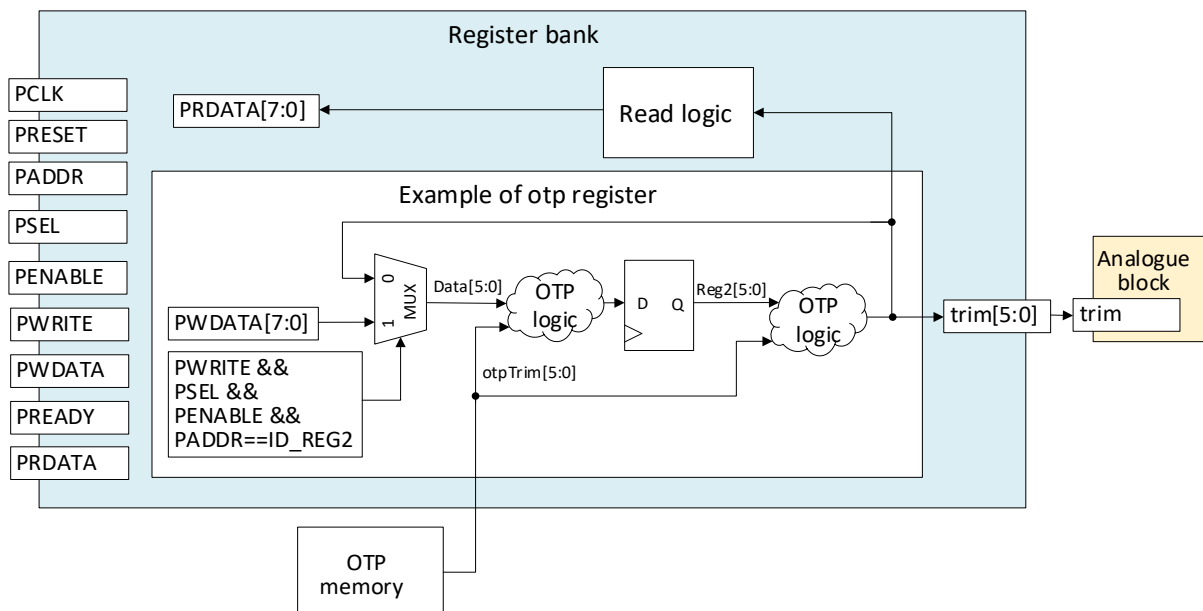 Register bank
PCLK
PRESET
PADDR
PSEL
PENABLE
PWRITE
PWDATA
PREADY
PRDATA
PRDATA[7:0]
Read logic
Example of otp register
0
1
MUX
PWDATA[7:0]
PWRITE &&
PSEL &&
PENABLE &&
PADDR==ID_REG2
Data[5:0]
OTP
logic
D
Q
Reg2[5:0]
OTP
logic
otpTrim[5:0]
trim[5:0]
Analogue
block
trim
OTP
memory